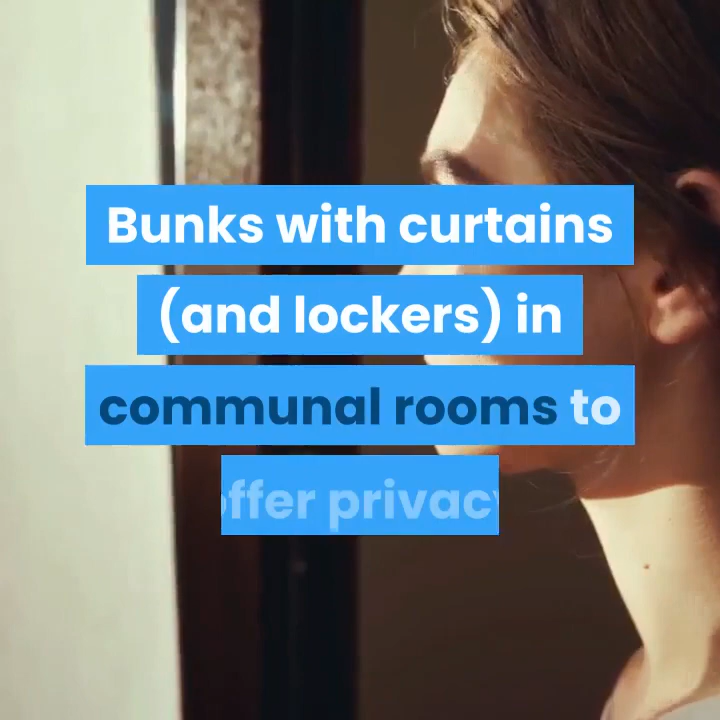 Bunks with curtains
(and lockers) in
communal rooms to
offer privacy